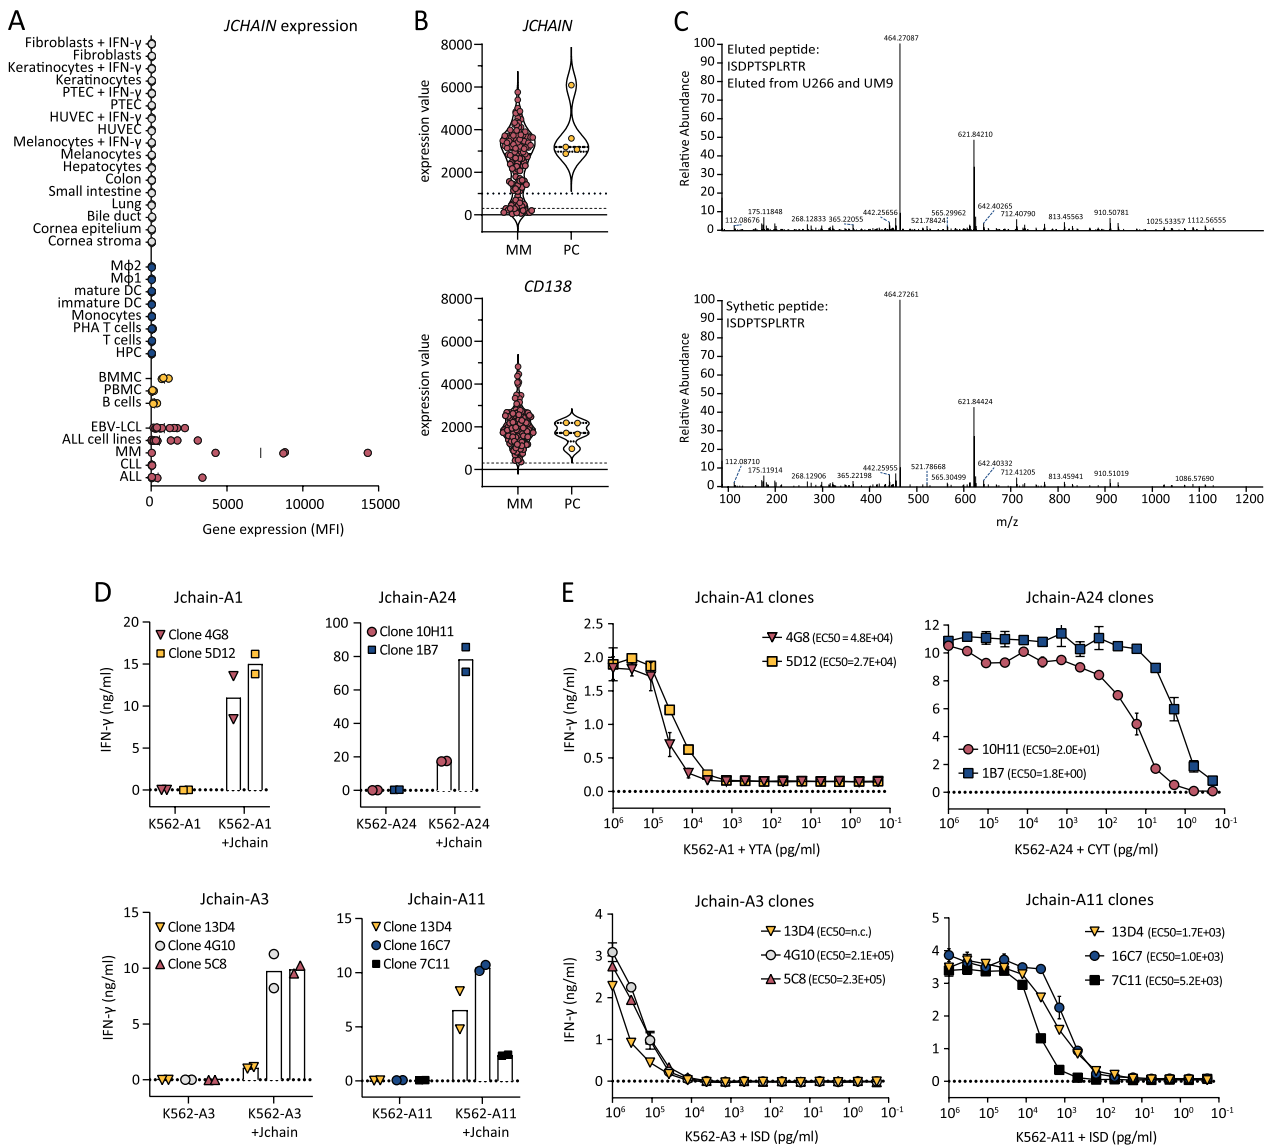 A
JCHAIN expression
Fibroblasts + IFN-γ
Fibroblasts
Keratinocytes + IFN-γ
Keratinocytes
PTEC + IFN-γ
PTEC
HUVEC + IFN-γ
HUVEC
Melanocytes + IFN-γ
Melanocytes
Hepatocytes
Colon
Small intestine
Lung
Bile duct
Cornea epitelium
Cornea stroma
Mϕ2
Mϕ1
mature DC
immature DC
Monocytes
PHA T cells
T cells
HPC
BMMC
PBMC
B cells
EBV-LCL
ALL cell lines
MM
CLL
ALL
0 5000 10000 15000
Gene expression (MFI)
B
JCHAIN
expression value
8000
6000
4000
2000
0
MM PC
CD138
expression value
8000
6000
4000
2000
0
MM PC
C
Relative Abundance
100
90
80
70
60
50
40
30
20
10
0
Eluted peptide:
ISDPTSPLRTR
Eluted from U266 and UM9
464.27087
621.84210
112.08676
175.11848
268.12833
365.22055
442.25656
521.78424
565.29962
642.40265
712.40790
813.45563
910.50781
1025.53357
1112.56555
Relative Abundance
100
90
80
70
60
50
40
30
20
10
0
Sythetic peptide:
ISDPTSPLRTR
464.27261
621.84424
112.08710
175.11914
268.12906
365.22198
442.25955
521.78668
565.30499
642.40332
712.41205
813.45941
910.51019
1086.57690
100 200 300 400 500 600 700 800 900 1000 1100 1200
m/z
D
Jchain-A1
IFN-γ (ng/ml)
20
15
10
5
0
Clone 4G8
Clone 5D12
K562-A1 K562-A1
+Jchain
Jchain-A24
100
80
60
40
20
0
Clone 10H11
Clone 1B7
K562-A24 K562-A24
+Jchain
Jchain-A3
IFN-γ (ng/ml)
15
10
5
0
Clone 13D4
Clone 4G10
Clone 5C8
K562-A3 K562-A3
+Jchain
Jchain-A11
15
10
5
0
Clone 13D4
Clone 16C7
Clone 7C11
K562-A11 K562-A11
+Jchain
E
Jchain-A1 clones
IFN-γ (ng/ml)
2.5
2.0
1.5
1.0
0.5
0.0
4G8 (EC50 = 4.8E+04)
5D12 (EC50=2.7E+04)
10⁶ 10⁵ 10⁴ 10³ 10² 10¹ 10⁰ 10⁻¹
K562-A1 + YTA (pg/ml)
Jchain-A24 clones
12
10
8
6
4
2
0
10H11 (EC50=2.0E+01)
1B7 (EC50=1.8E+00)
10⁶ 10⁵ 10⁴ 10³ 10² 10¹ 10⁰ 10⁻¹
K562-A24 + CYT (pg/ml)
Jchain-A3 clones
IFN-γ (ng/ml)
4
3
2
1
0
13D4 (EC50=n.c.)
4G10 (EC50=2.1E+05)
5C8 (EC50=2.3E+05)
10⁶ 10⁵ 10⁴ 10³ 10² 10¹ 10⁰ 10⁻¹
K562-A3 + ISD (pg/ml)
Jchain-A11 clones
5
4
3
2
1
0
13D4 (EC50=1.7E+03)
16C7 (EC50=1.0E+03)
7C11 (EC50=5.2E+03)
10⁶ 10⁵ 10⁴ 10³ 10² 10¹ 10⁰ 10⁻¹
K562-A11 + ISD (pg/ml)